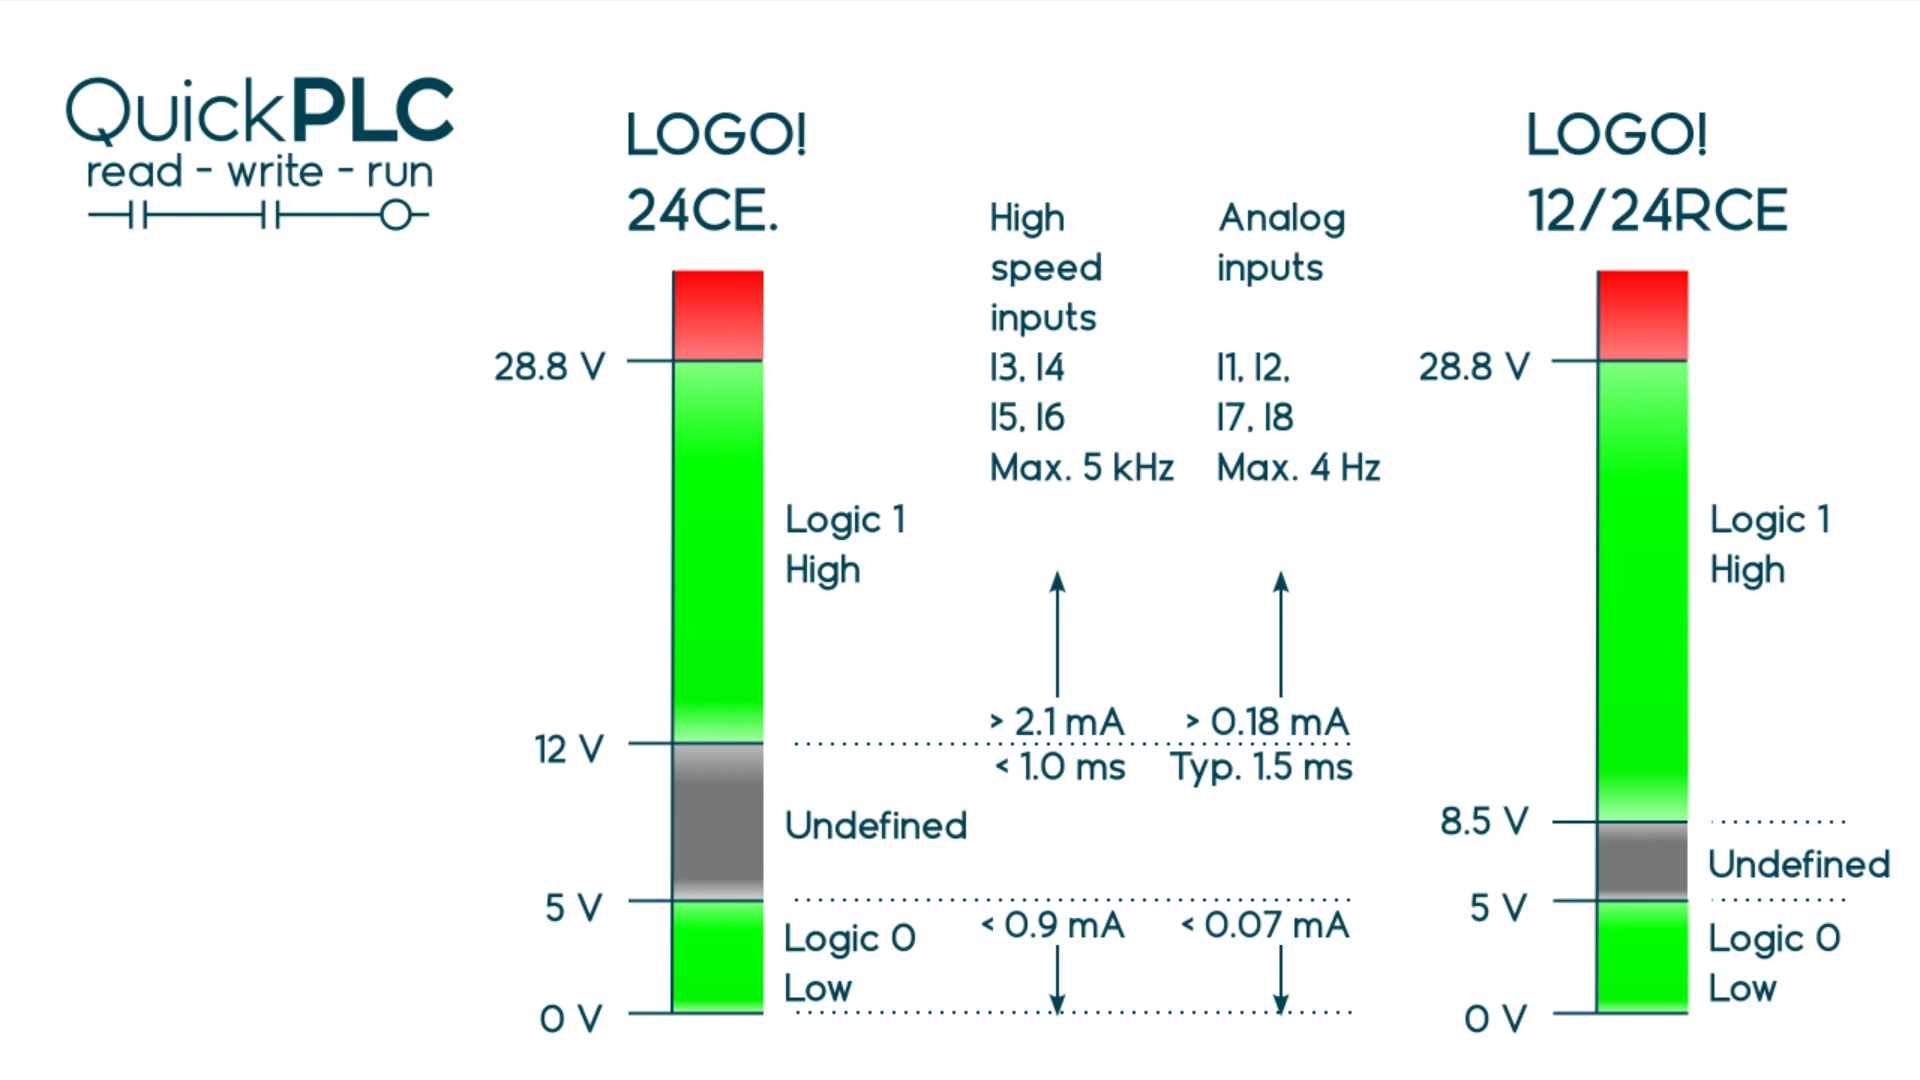 QuickPLC
read - write - run
LOGO!
24CE.
28.8 V
12 V
5 V
0 V
Logic 1
High
Undefined
Logic 0
Low
High
speed
inputs
I3, I4
I5, I6
Max. 5 kHz
> 2.1 mA
< 1.0 ms
< 0.9 mA
Analog
inputs
I1, I2,
I7, I8
Max. 4 Hz
> 0.18 mA
Typ. 1.5 ms
< 0.07 mA
LOGO!
12/24RCE
28.8 V
8.5 V
5 V
0 V
Logic 1
High
Undefined
Logic 0
Low